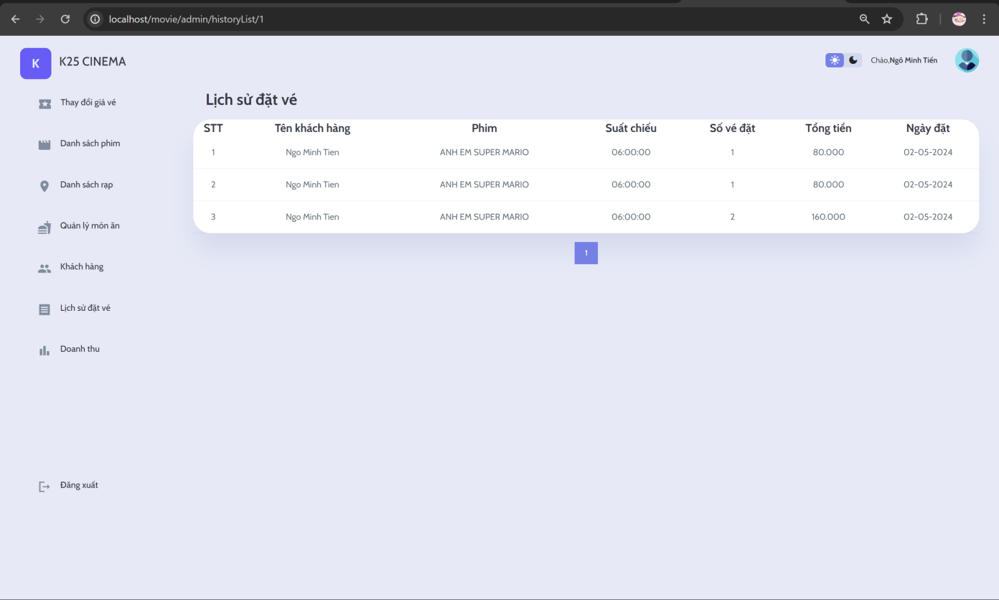 localhost/movie/admin/historyList/1
K
K25 CINEMA
Chào,Ngô Minh Tiến
Thay đổi giá vé
Danh sách phim
Danh sách rạp
Quản lý món ăn
Khách hàng
Lịch sử đặt vé
Doanh thu
Đăng xuất
Lịch sử đặt vé
STT Tên khách hàng Phim Suất chiếu Số vé đặt Tổng tiền Ngày đặt
1 Ngo Minh Tien ANH EM SUPER MARIO 06:00:00 1 80.000 02-05-2024
2 Ngo Minh Tien ANH EM SUPER MARIO 06:00:00 1 80.000 02-05-2024
3 Ngo Minh Tien ANH EM SUPER MARIO 06:00:00 2 160.000 02-05-2024
1